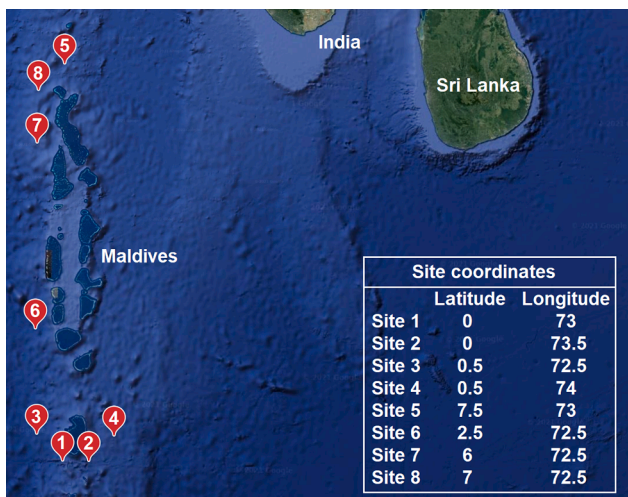 India
5
8
Sri Lanka
7
Maldives
6
3
4
1
2
Site coordinates
Latitude Longitude
Site 1 0 73
Site 2 0 73.5
Site 3 0.5 72.5
Site 4 0.5 74
Site 5 7.5 73
Site 6 2.5 72.5
Site 7 6 72.5
Site 8 7 72.5